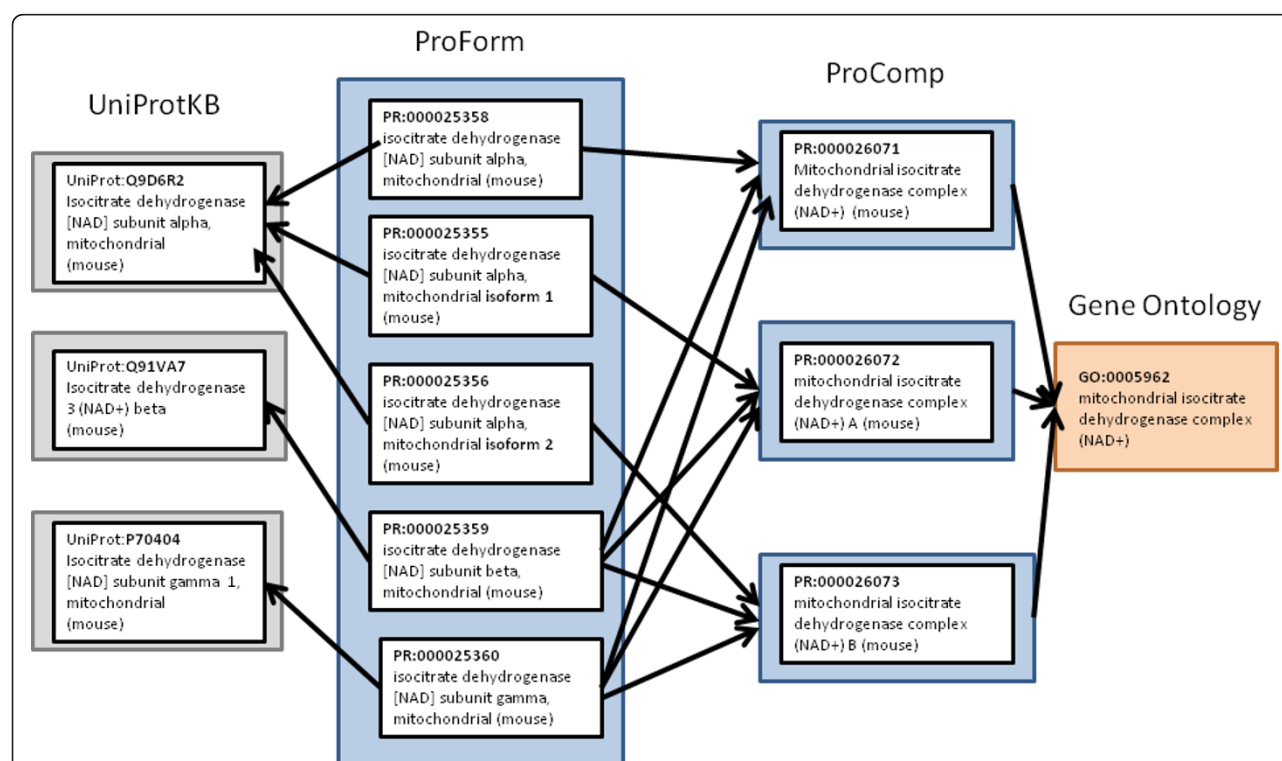 UniProtKB
UniProt:Q9D6R2
Isocitrate dehydrogenase
[NAD] subunit alpha,
mitochondrial
(mouse)
UniProt:Q91VA7
Isocitrate dehydrogenase
3 (NAD+) beta
(mouse)
UniProt:P70404
Isocitrate dehydrogenase
[NAD] subunit gamma 1,
mitochondrial
(mouse)
ProForm
PR:000025358
isocitrate dehydrogenase
[NAD] subunit alpha,
mitochondrial (mouse)
PR:000025355
isocitrate dehydrogenase
[NAD] subunit alpha,
mitochondrial isoform 1
(mouse)
PR:000025356
isocitrate dehydrogenase
[NAD] subunit alpha,
mitochondrial isoform 2
(mouse)
PR:000025359
isocitrate dehydrogenase
[NAD] subunit beta,
mitochondrial (mouse)
PR:000025360
isocitrate dehydrogenase
[NAD] subunit gamma,
mitochondrial (mouse)
ProComp
PR:000026071
Mitochondrial isocitrate
dehydrogenase complex
(NAD+) (mouse)
PR:000026072
mitochondrial isocitrate
dehydrogenase complex
(NAD+) A (mouse)
PR:000026073
mitochondrial isocitrate
dehydrogenase complex
(NAD+) B (mouse)
Gene Ontology
GO:0005962
mitochondrial isocitrate
dehydrogenase complex
(NAD+)